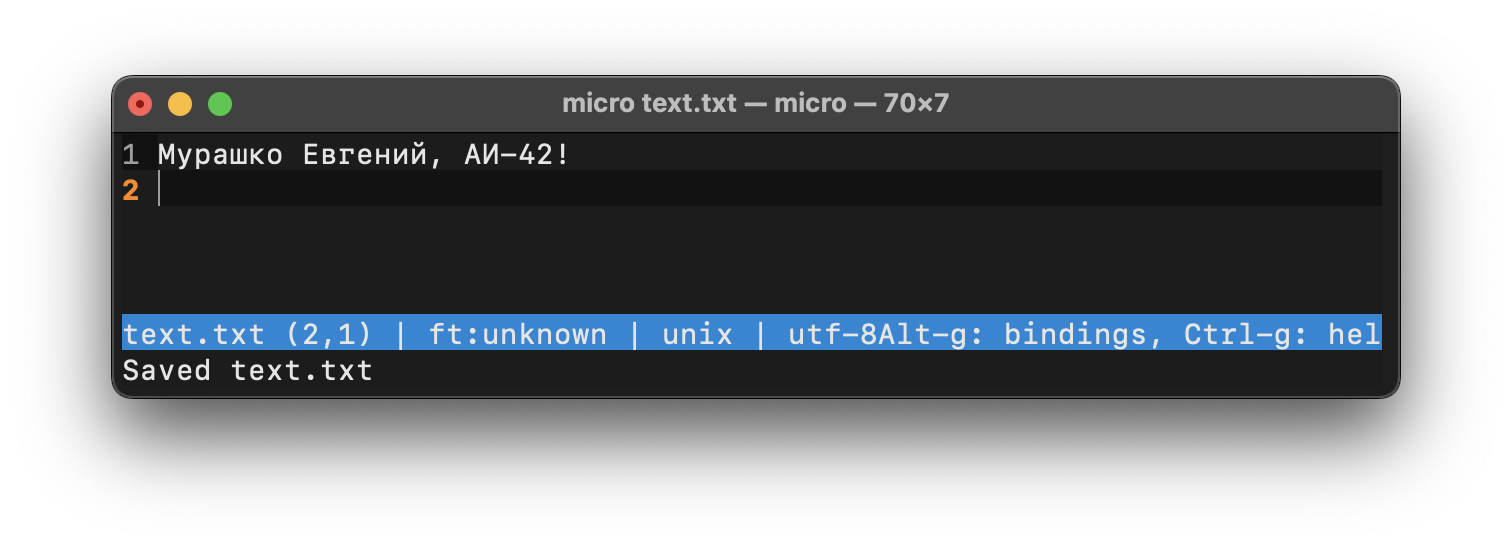 micro text.txt — micro — 70×7
1 Мурашко Евгений, АИ-42!
2
text.txt (2,1) | ft:unknown | unix | utf-8Alt-g: bindings, Ctrl-g: hel
Saved text.txt